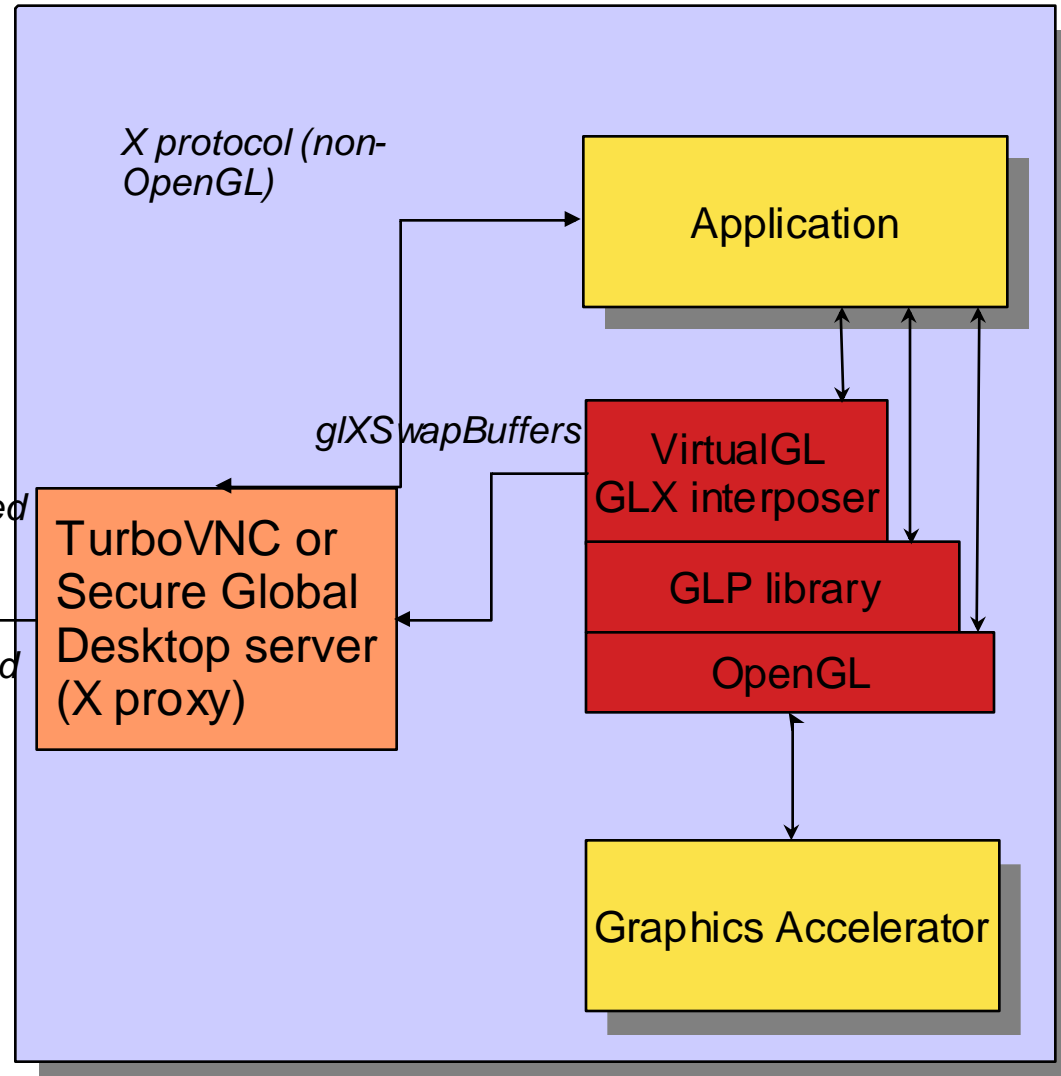 X protocol (non-
OpenGL)
Application
glXSwapBuffers
VirtualGL
GLX interposer
TurboVNC or
Secure Global
Desktop server
(X proxy)
GLP library
OpenGL
Graphics Accelerator